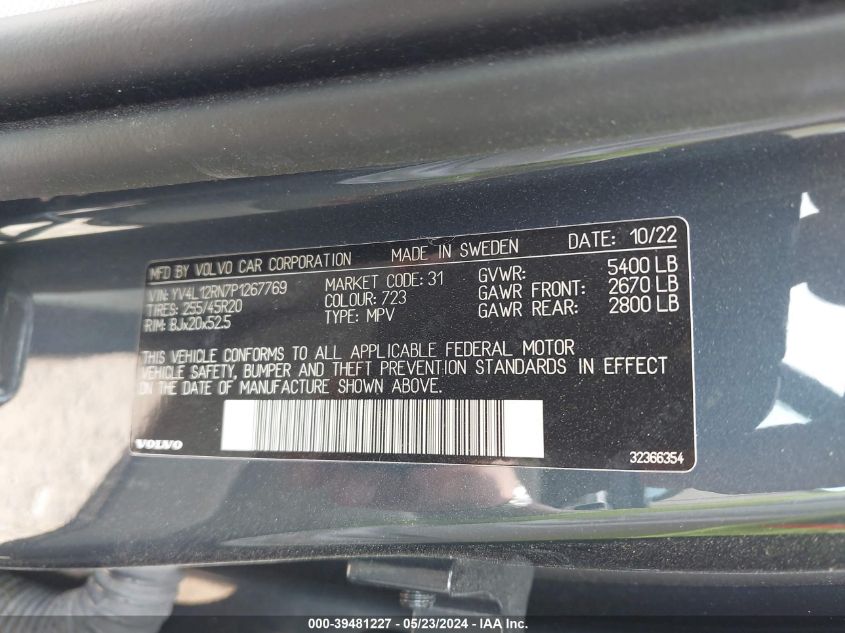 MFD BY VOLVO CAR CORPORATION MADE IN SWEDEN DATE: 10/22
VIN: YV4L12RN7P1267769 MARKET CODE: 31 GVWR: 5400 LB
TIRES: 255/45R20 COLOUR: 723 GAWR FRONT: 2670 LB
RIM: 8Jx20x52.5 TYPE: MPV GAWR REAR: 2800 LB
THIS VEHICLE CONFORMS TO ALL APPLICABLE FEDERAL MOTOR
VEHICLE SAFETY, BUMPER AND THEFT PREVENTION STANDARDS IN EFFECT
ON THE DATE OF MANUFACTURE SHOWN ABOVE.
VOLVO 32366354
000-39481227 - 05/23/2024 - IAA Inc.